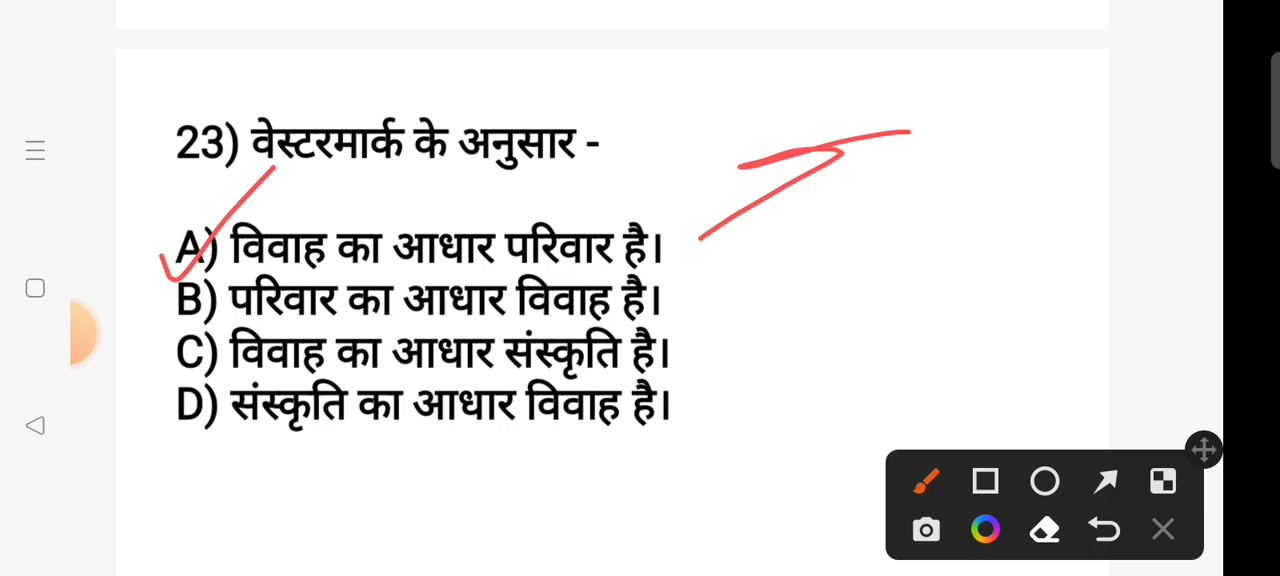 23) वेस्टरमार्क के अनुसार -
A) विवाह का आधार परिवार है।
B) परिवार का आधार विवाह है।
C) विवाह का आधार संस्कृति है।
D) संस्कृति का आधार विवाह है।